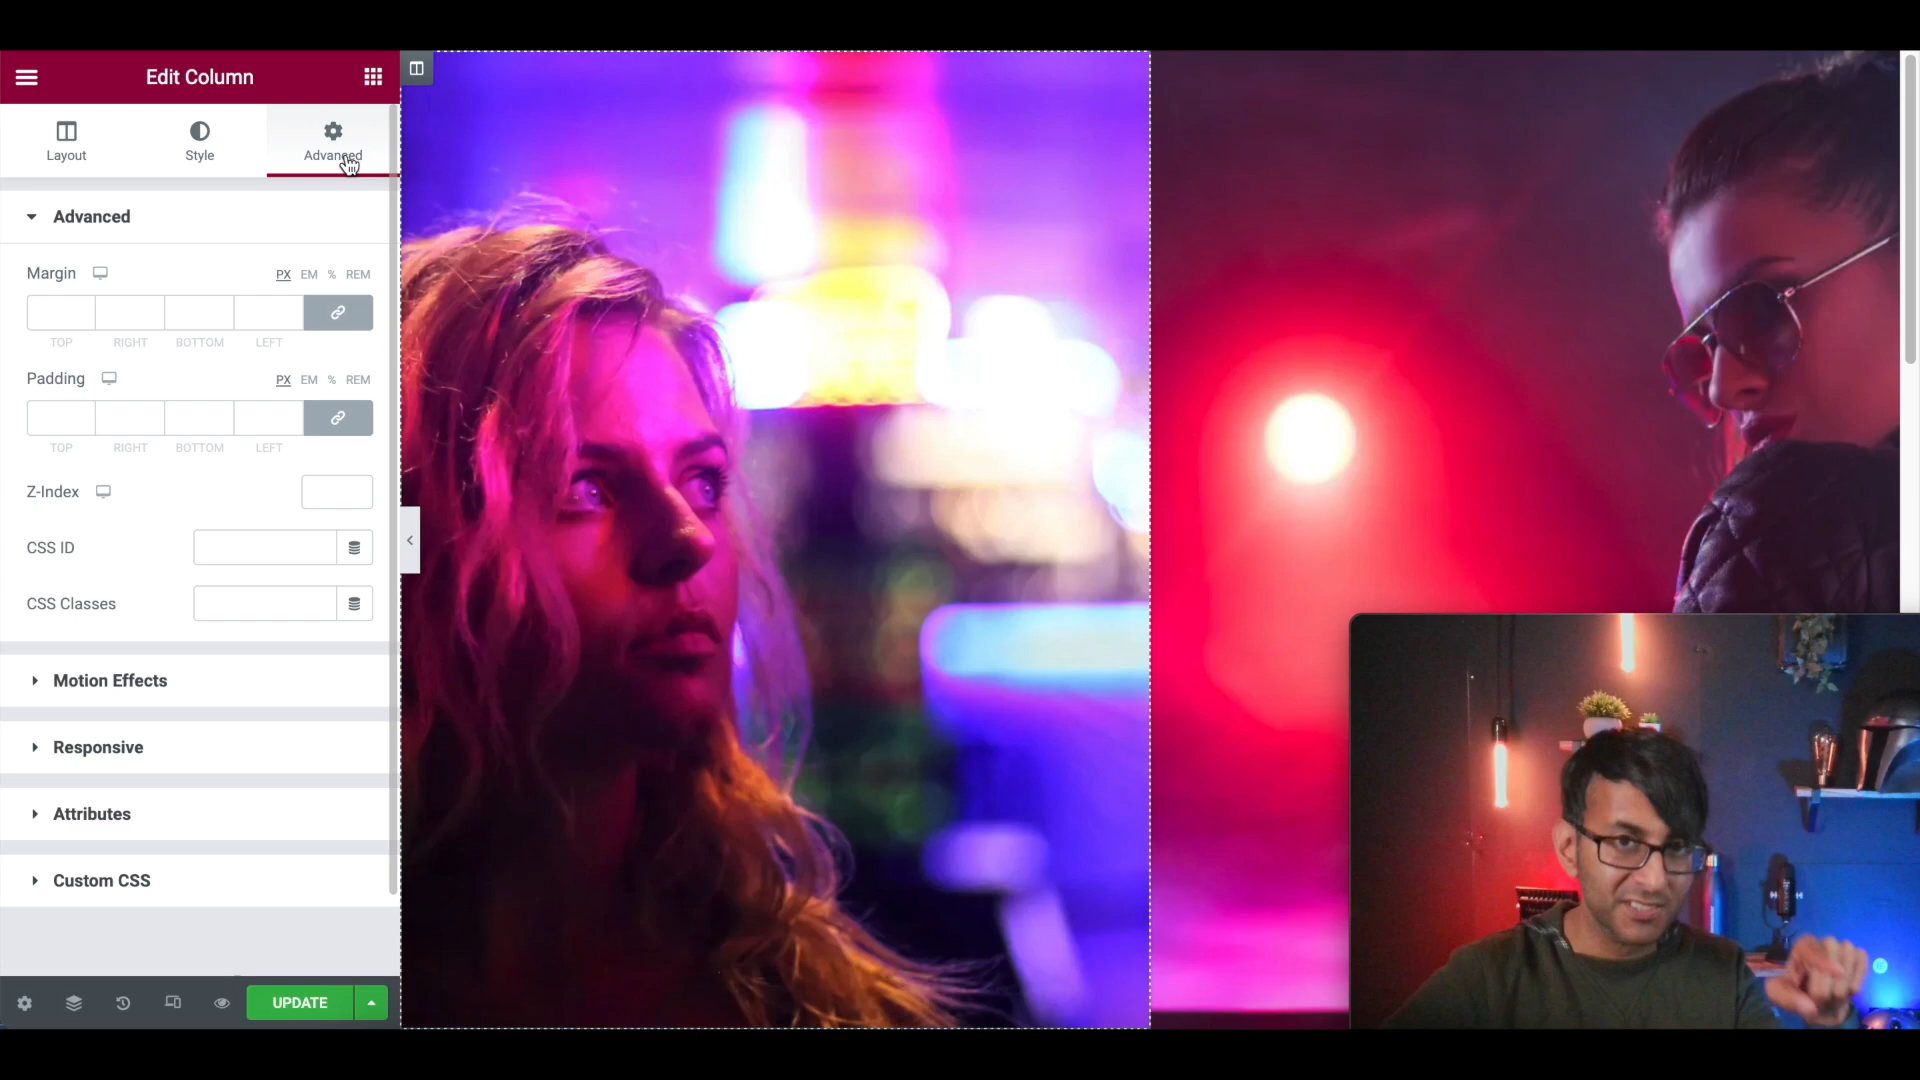 Edit Column
Layout
Style
Advanced
Advanced
Margin
PX EM % REM
TOP RIGHT BOTTOM LEFT
Padding
PX EM % REM
TOP RIGHT BOTTOM LEFT
Z-Index
CSS ID
CSS Classes
Motion Effects
Responsive
Attributes
Custom CSS
UPDATE